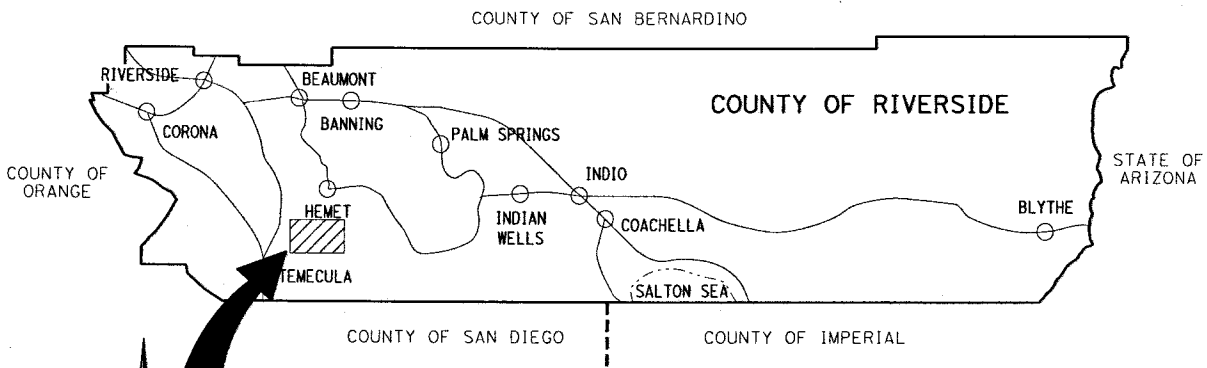 COUNTY OF SAN BERNARDINO
RIVERSIDE
BEAUMONT
COUNTY OF RIVERSIDE
CORONA
BANNING
PALM SPRINGS
COUNTY OF
ORANGE
STATE OF
ARIZONA
INDIO
HEMET
INDIAN
WELLS
COACHELLA
BLYTHE
TEMECULA
SALTON SEA
COUNTY OF SAN DIEGO
COUNTY OF IMPERIAL